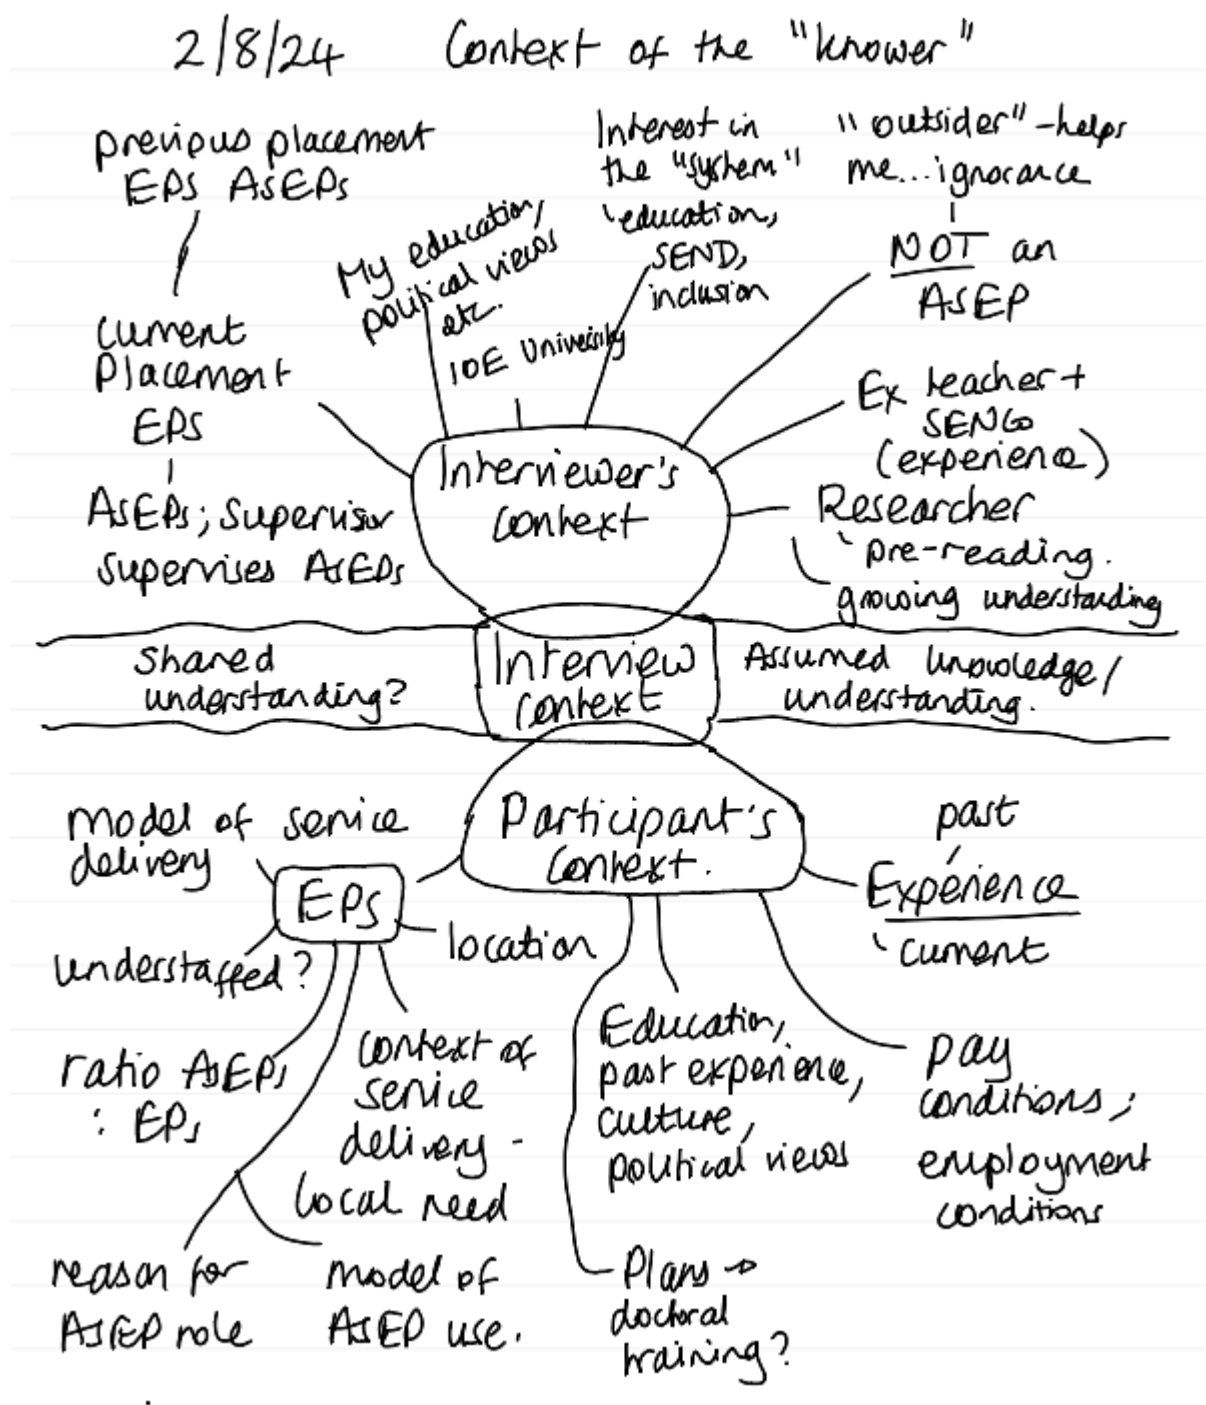 2/8/24 Context of the "knower"
previous placement
EPS AsEPs
Current
Placement
EPS
AsEPs; Supervisor
supervises AsEPs
My education,
political views
etc.
IOE University
Interest in
the "system"
education,
SEND,
inclusion
"outsider" - helps
me... ignorance
NOT an
ASEP
Ex teacher +
SENCo
(experience)
Researcher
pre-reading.
growing understanding
Interviewer's
context
Shared
understanding?
Interview
context
Assumed knowledge/
understanding.
Participant's
Context.
model of service
delivery
EPS
understaffed?
location
ratio AsEPs
: EPs
context of
service
delivery -
local need
reason for
ASEP role
model of
ASEP use.
Education,
past experience,
culture,
political views
Plans →
doctoral
training?
past
Experience
current
pay
conditions;
employment
conditions